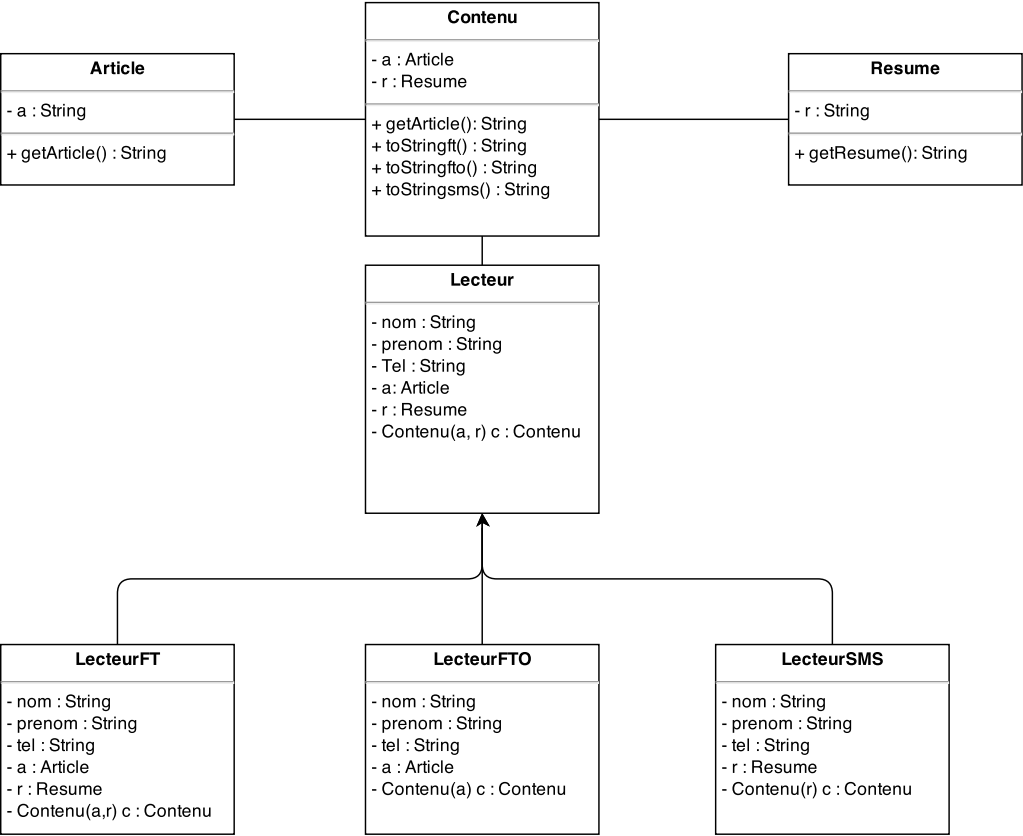 Contenu
- a : Article
- r : Resume
+ getArticle(): String
+ toStringft() : String
+ toStringfto() : String
+ toStringsms() : String
Article
- a : String
+ getArticle() : String
Resume
- r : String
+ getResume(): String
Lecteur
- nom : String
- prenom : String
- Tel : String
- a: Article
- r : Resume
- Contenu(a, r) c : Contenu
LecteurFT
- nom : String
- prenom : String
- tel : String
- a : Article
- r : Resume
- Contenu(a,r) c : Contenu
LecteurFTO
- nom : String
- prenom : String
- tel : String
- a : Article
- Contenu(a) c : Contenu
LecteurSMS
- nom : String
- prenom : String
- tel : String
- r : Resume
- Contenu(r) c : Contenu